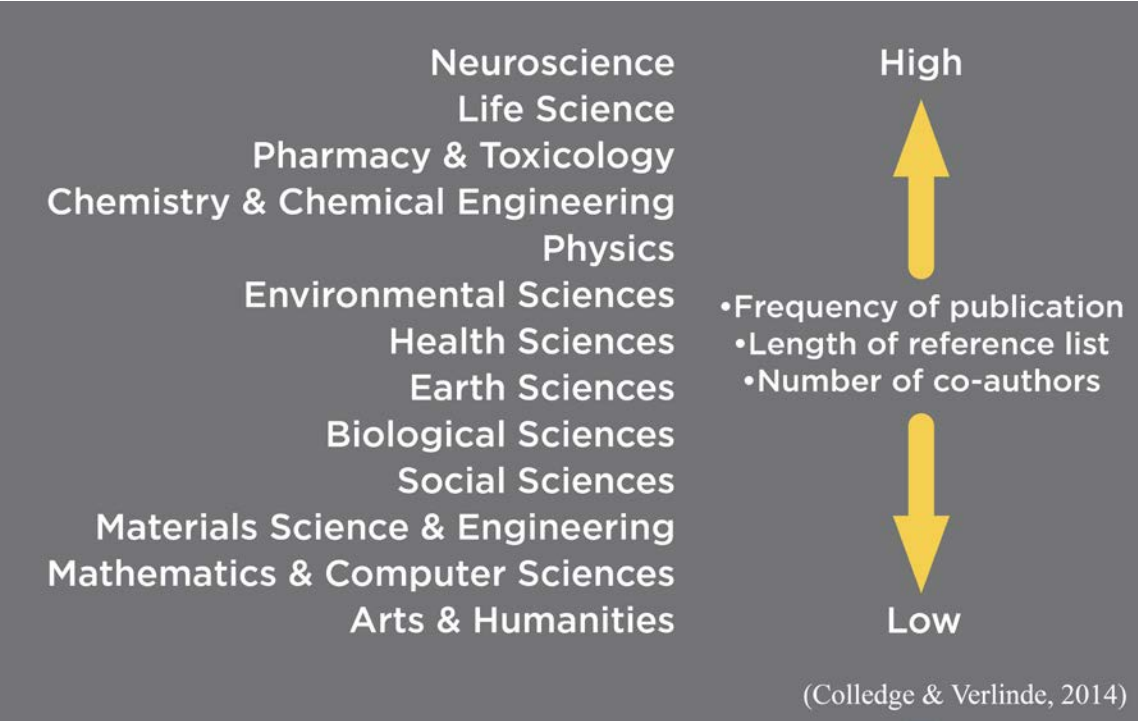 Neuroscience
Life Science
Pharmacy & Toxicology
Chemistry & Chemical Engineering
Physics
Environmental Sciences
Health Sciences
Earth Sciences
Biological Sciences
Social Sciences
Materials Science & Engineering
Mathematics & Computer Sciences
Arts & Humanities
High
•Frequency of publication
•Length of reference list
•Number of co-authors
Low
(Colledge & Verlinde, 2014)